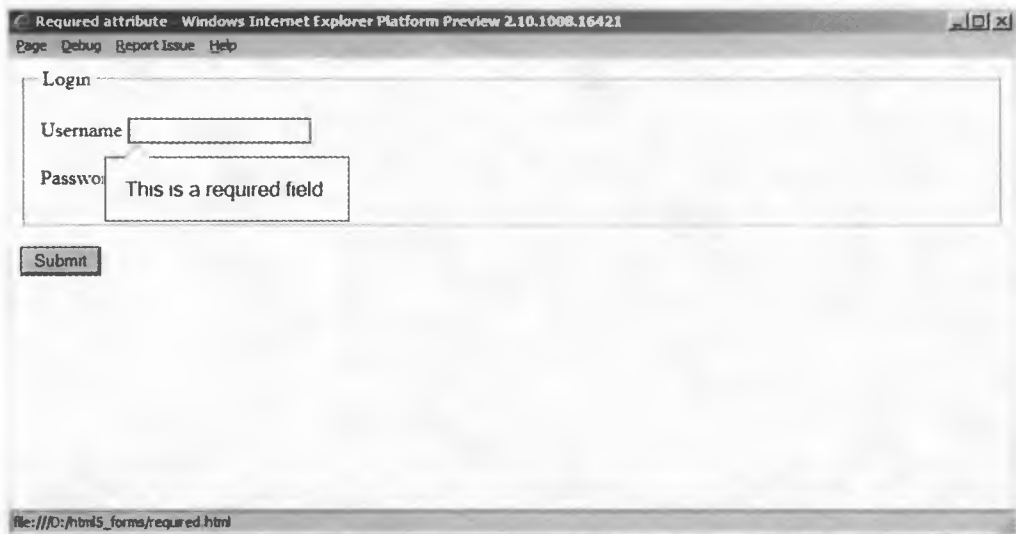 Required attribute - Windows Internet Explorer Platform Preview 2.10.1008.16421
Page Debug Report Issue Help
Login
Username
Passwor
This is a required field
Submit
file:///D:/html5_forms/required.html